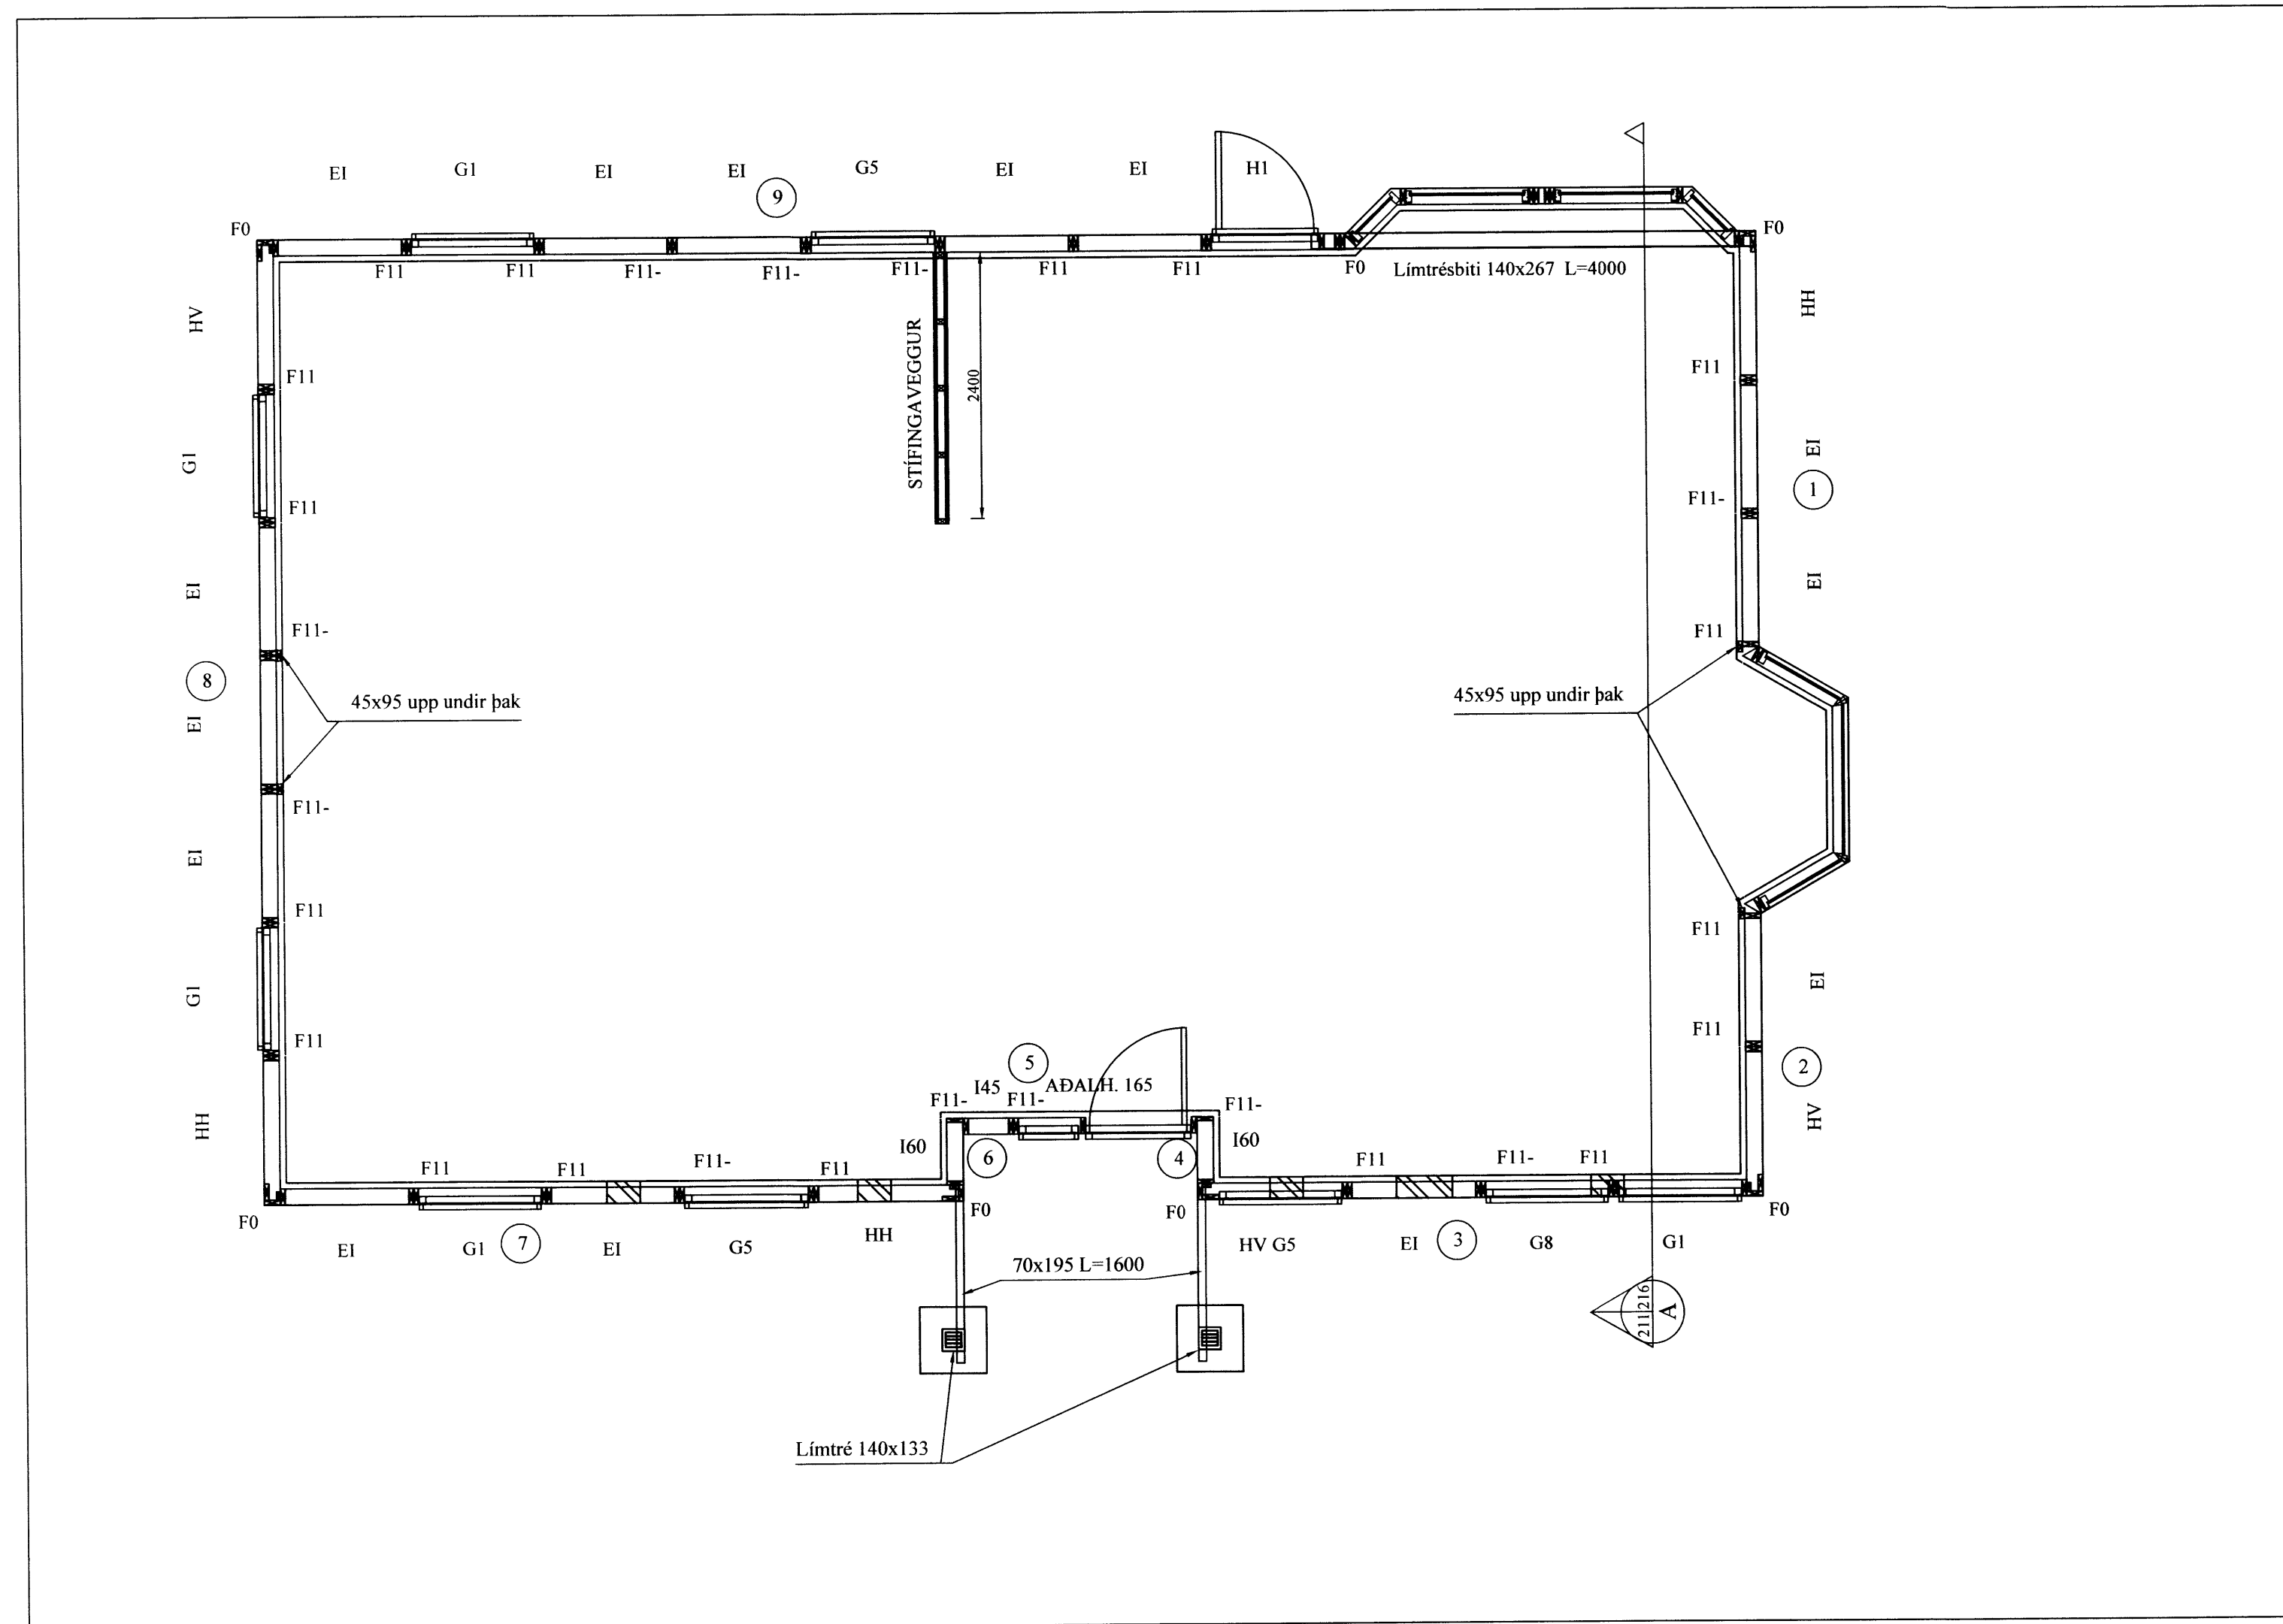 EI
G1
EI
EI
G5
EI
EI
H1
9
F0
F0
F11
F11
F11-
F11-
F11-
F11
F11
F0
Límtrésbiti 140x267 L=4000
HV
HH
STÍFINGAVEGGUR
2400
F11
F11
G1
EI
1
F11-
F11
EI
EI
F11-
F11
8
45x95 upp undir þak
45x95 upp undir þak
EI
F11-
EI
F11
F11
G1
EI
F11
F11
5
2
I45
AÐALH. 165
F11-
F11-
F11-
HH
HV
I60
6
4
I60
F11
F11
F11-
F11
F11
F11-
F11
F0
F0
F0
F0
EI
G1
7
EI
G5
HH
HV G5
EI
3
G8
G1
70x195 L=1600
211216
A
Límtré 140x133